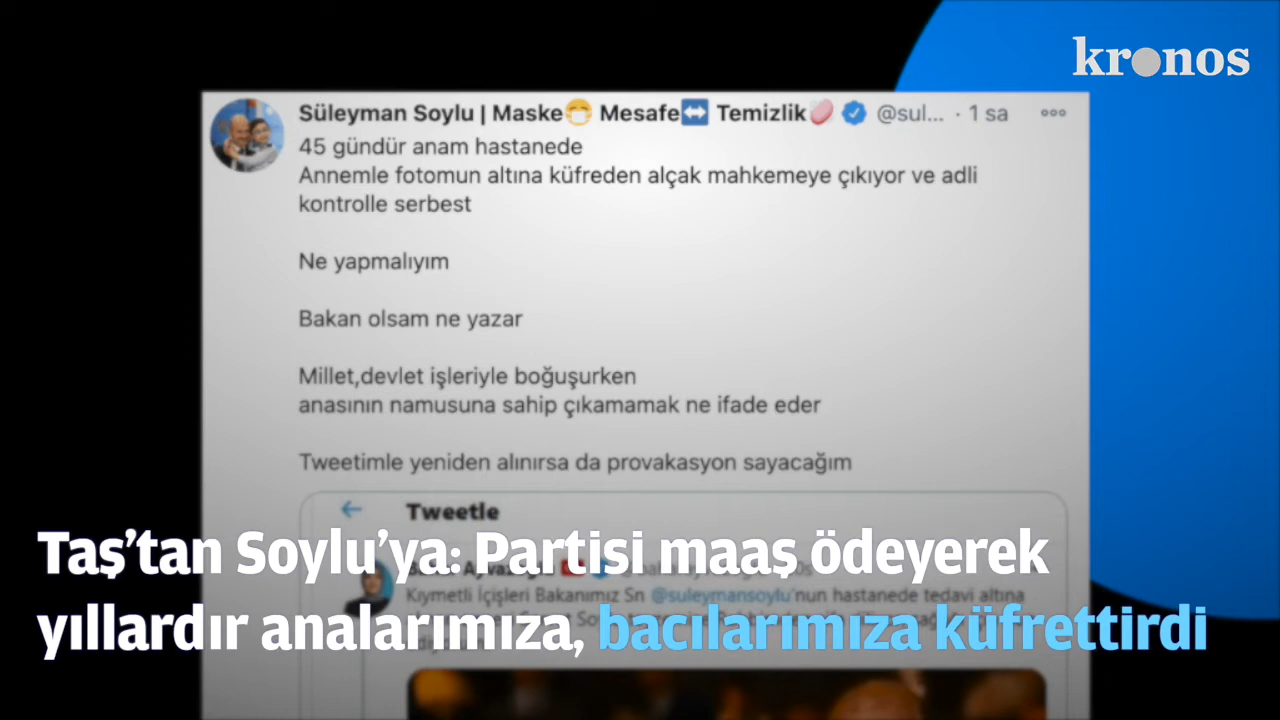 kronos
Süleyman Soylu | Maske😷 Mesafe↔️ Temizlik🧼 @sul... · 1 sa
45 gündür anam hastanede
Annemle fotomun altına küfreden alçak mahkemeye çıkıyor ve adli
kontrolle serbest
Ne yapmalıyım
Bakan olsam ne yazar
Millet,devlet işleriyle boğuşurken
anasının namusuna sahip çıkamamak ne ifade eder
Tweetimle yeniden alınırsa da provakasyon sayacağım
Tweetle
Taş’tan Soylu’ya: Partisi maaş ödeyerek
Kıymetli İçişleri Bakanımız Sn @suleymansoylu'nun hastanede tedavi altına
yıllardır analarımıza, bacılarımıza küfrettirdi